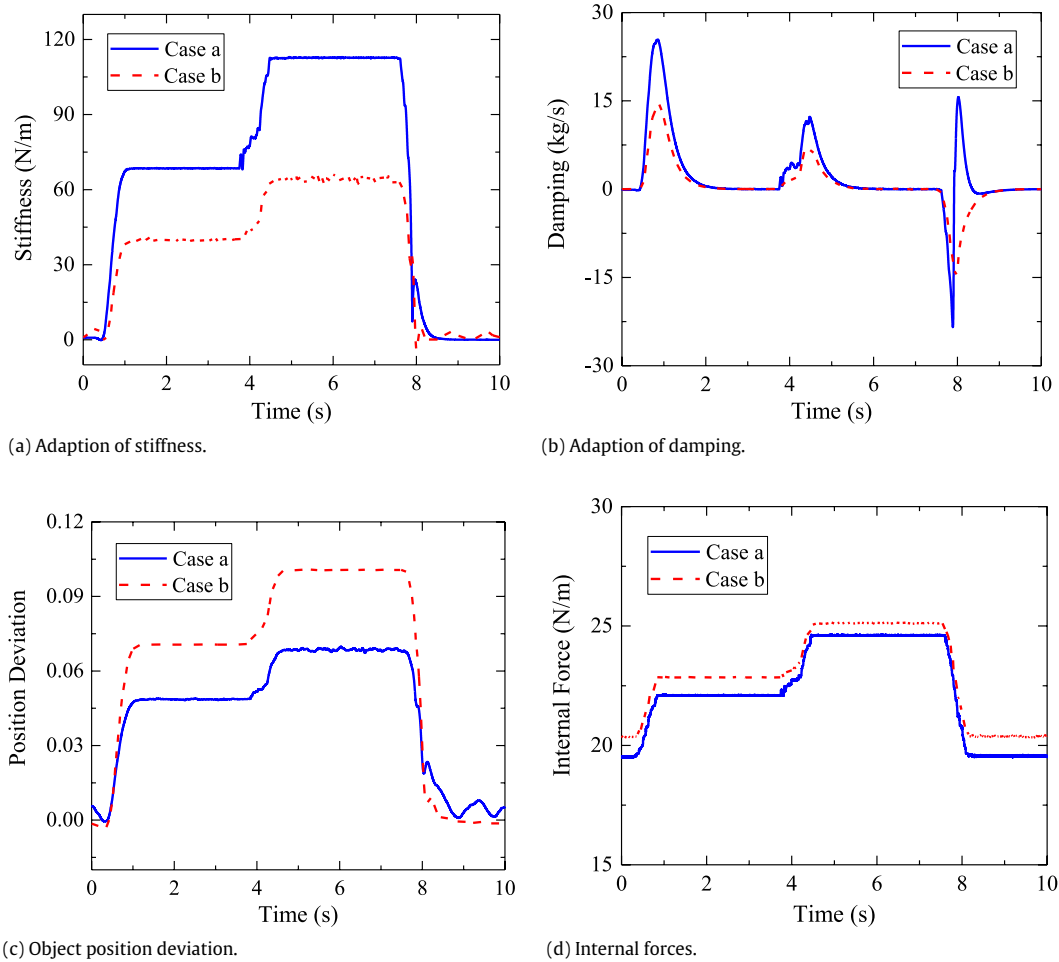 120
90
60
30
0
Stiffness (N/m)
Case a
Case b
0 2 4 6 8 10
Time (s)
(a) Adaption of stiffness.
30
15
0
-15
-30
Damping (kg/s)
Case a
Case b
0 2 4 6 8 10
Time (s)
(b) Adaption of damping.
0.12
0.09
0.06
0.03
0.00
Position Deviation
Case a
Case b
0 2 4 6 8 10
Time (s)
(c) Object position deviation.
30
25
20
15
Internal Force (N/m)
Case a
Case b
0 2 4 6 8 10
Time (s)
(d) Internal forces.